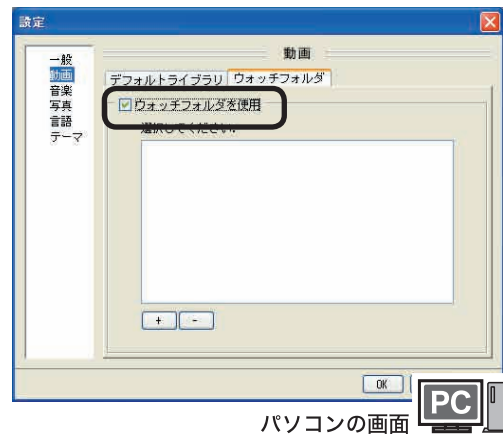 設定
一般
動画
音楽
写真
言語
テーマ
動画
デフォルトライブラリ ウォッチフォルダ
ウォッチフォルダを使用
選択してください:
+ -
OK
PC
パソコンの画面